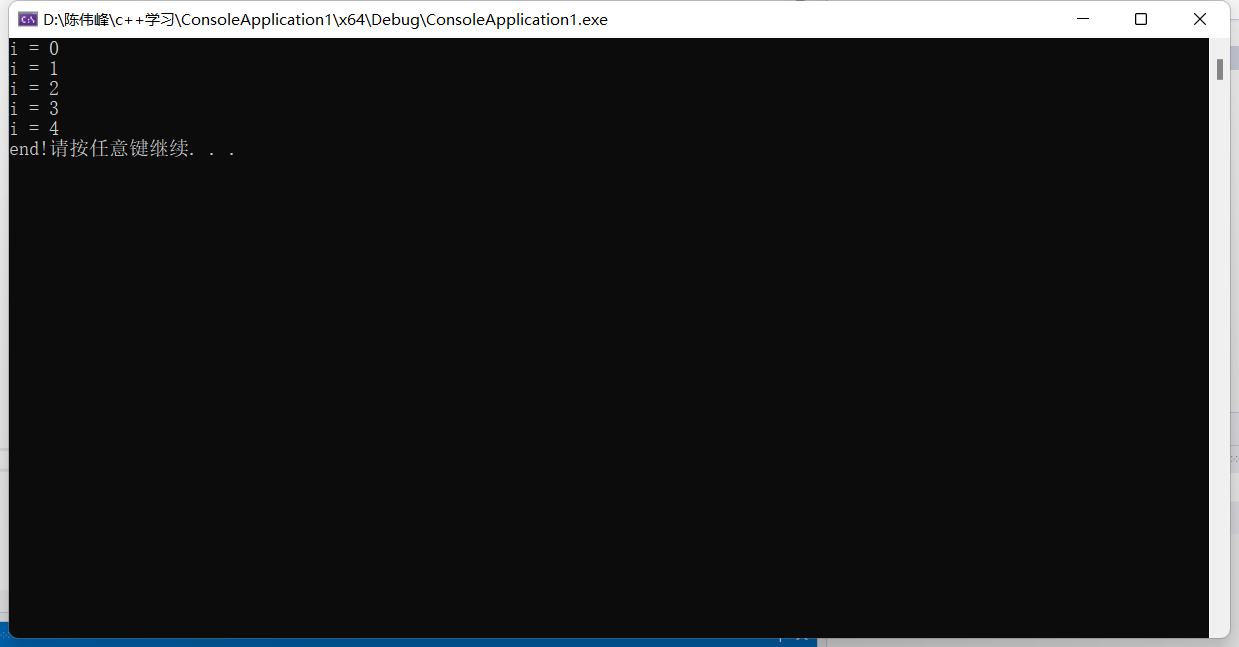 D:\陈伟峰\c++学习\ConsoleApplication1\x64\Debug\ConsoleApplication1.exe
i = 0
i = 1
i = 2
i = 3
i = 4
end!请按任意键继续. . .